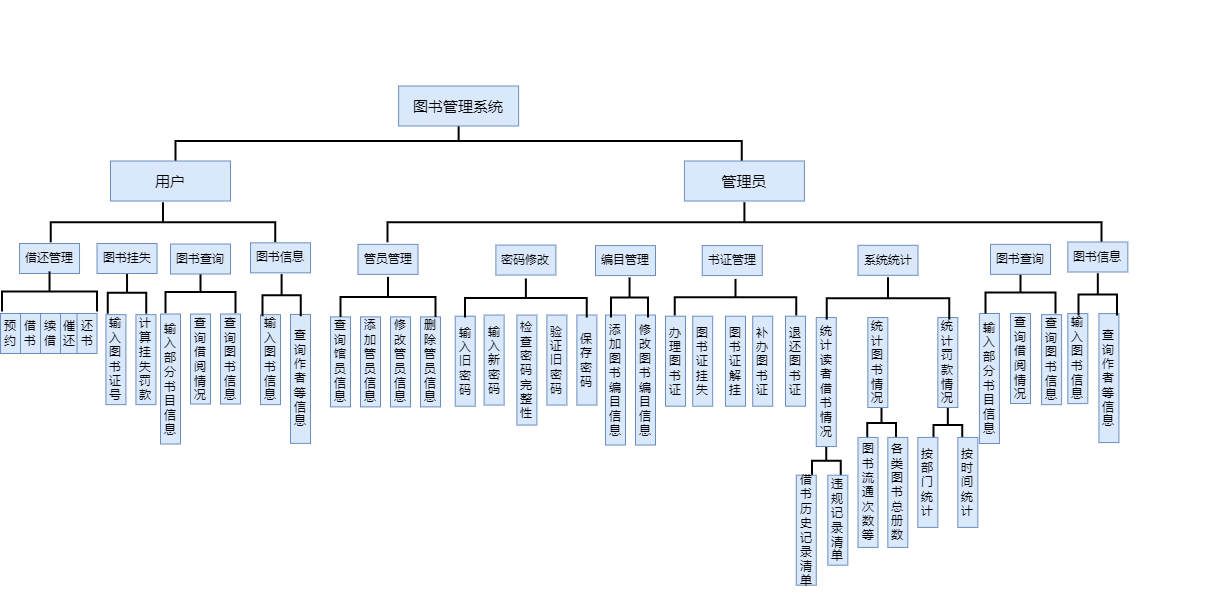 图书管理系统
用户
管理员
借还管理
图书挂失
图书查询
图书信息
管员管理
密码修改
编目管理
书证管理
系统统计
图书查询
图书信息
预约
借书
续借
催还
还书
输入图书证号
计算挂失罚款
输入部分书目信息
查询借阅情况
查询图书信息
输入图书信息
查询作者等信息
查询馆员信息
添加管员信息
修改管员信息
删除管员信息
输入旧密码
输入新密码
检查密码完整性
验证旧密码
保存密码
添加图书编目信息
修改图书编目信息
办理图书证
图书证挂失
图书证解挂
补办图书证
退还图书证
统计读者借书情况
统计图书情况
统计罚款情况
输入部分书目信息
查询借阅情况
查询图书信息
输入图书信息
查询作者等信息
借书历史记录清单
违规记录清单
图书流通次数等
各类图书总册数
按部门统计
按时间统计